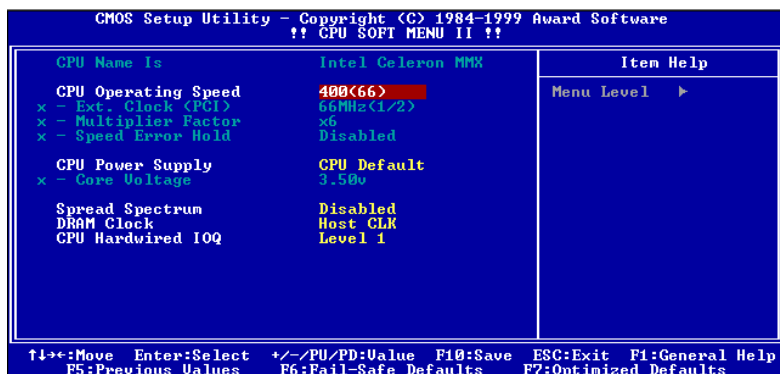 CMOS Setup Utility - Copyright (C) 1984-1999 Award Software
!! CPU SOFT MENU II !!
CPU Name Is Intel Celeron MMX
CPU Operating Speed 400(66)
x - Ext. Clock (PCI) 66MHz(1/2)
x - Multiplier Factor x6
x - Speed Error Hold Disabled
CPU Power Supply CPU Default
x - Core Voltage 3.50v
Spread Spectrum Disabled
DRAM Clock Host CLK
CPU Hardwired IOQ Level 1
Item Help
Menu Level ►
↑↓→←:Move Enter:Select +/-/PU/PD:Value F10:Save ESC:Exit F1:General Help
F5:Previous Values F6:Fail-Safe Defaults F7:Optimized Defaults